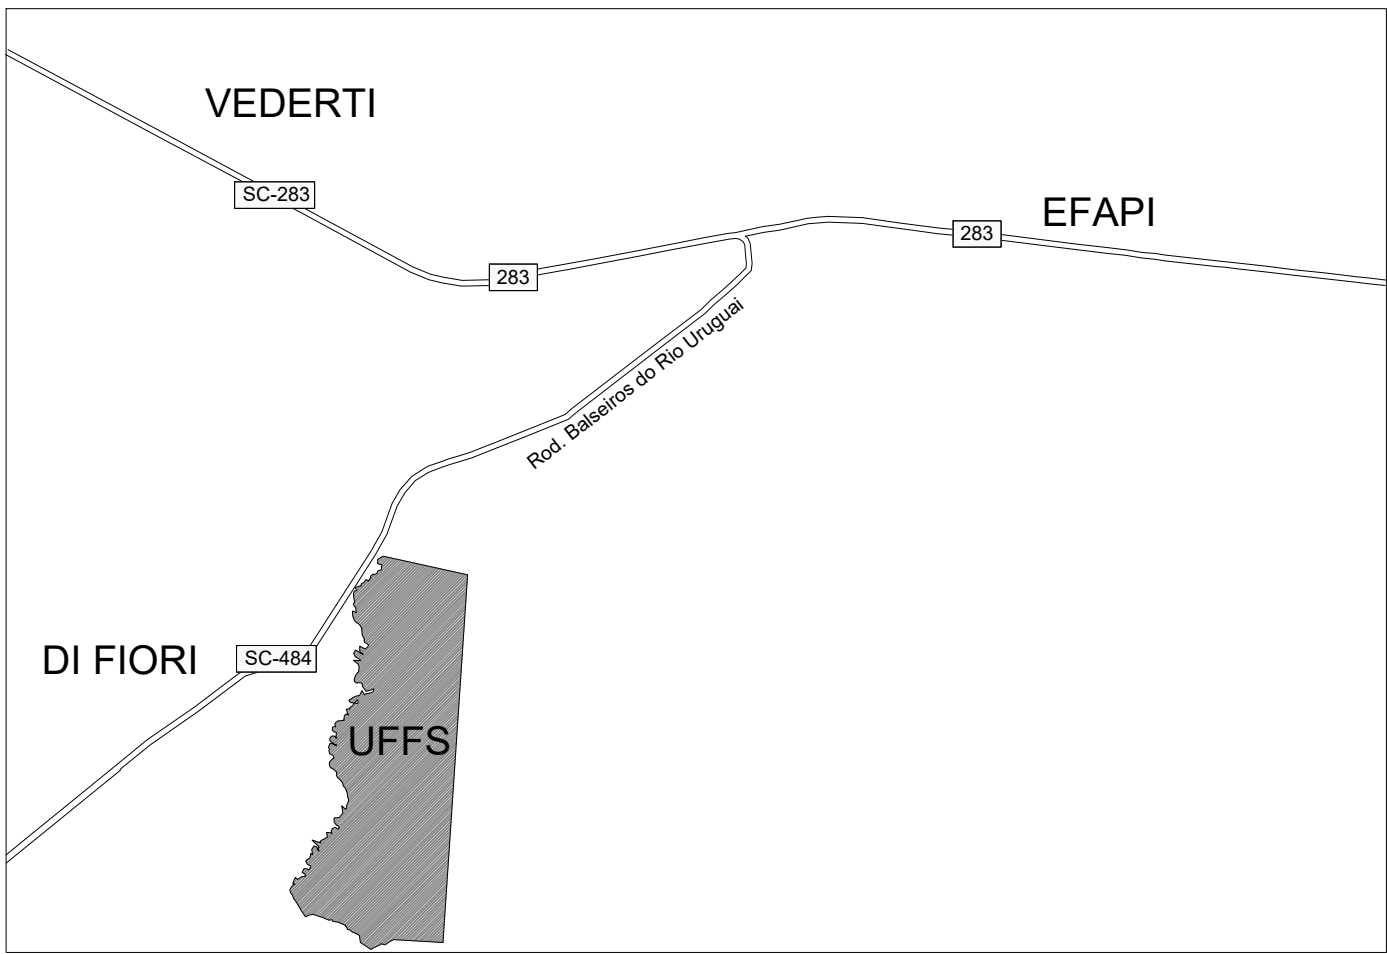 VEDERTI
SC-283
EFAPI
283
283
Rod. Balseiros do Rio Uruguai
DI FIORI
SC-484
UFFS